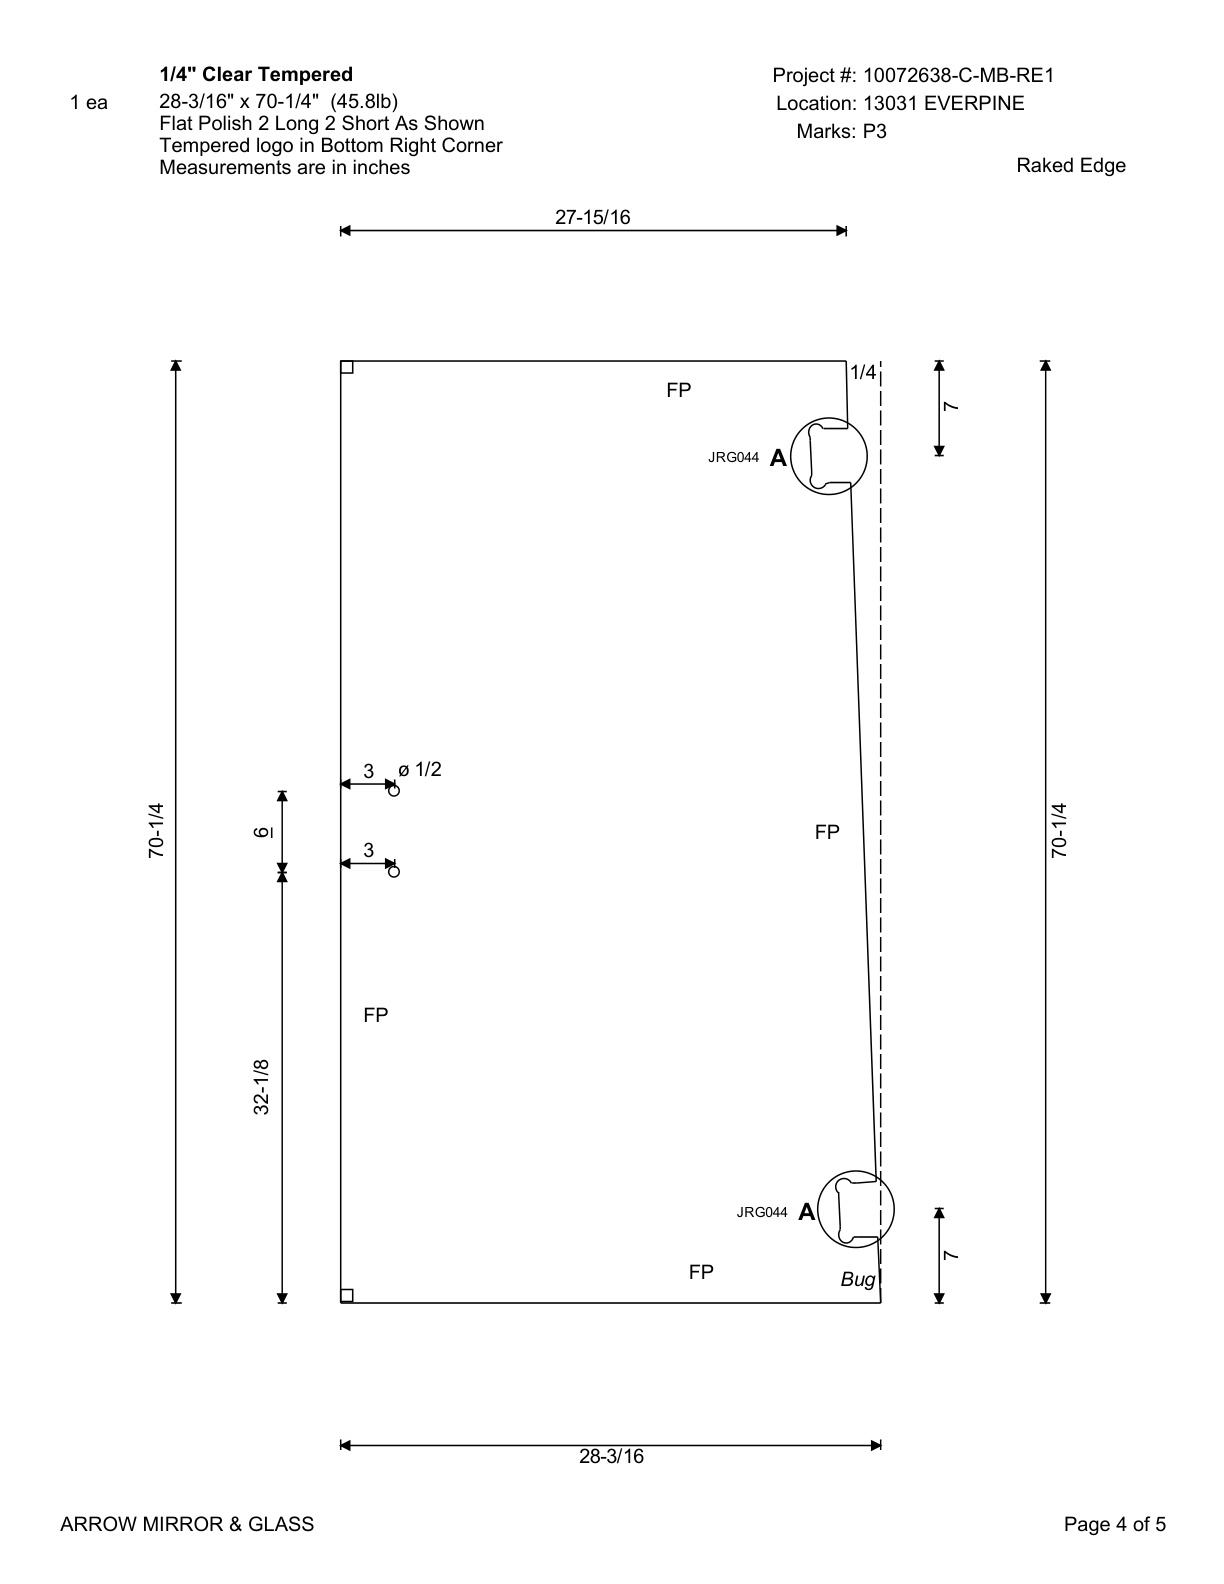 1/4" Clear Tempered
1 ea
28-3/16" x 70-1/4" (45.8lb)
Flat Polish 2 Long 2 Short As Shown
Tempered logo in Bottom Right Corner
Measurements are in inches
Project #: 10072638-C-MB-RE1
Location: 13031 EVERPINE
Marks: P3
Raked Edge
27-15/16
1/4
FP
7
JRG044 A
3
ø 1/2
70-1/4
6
3
FP
70-1/4
FP
32-1/8
JRG044 A
7
FP
Bug
28-3/16
ARROW MIRROR & GLASS
Page 4 of 5